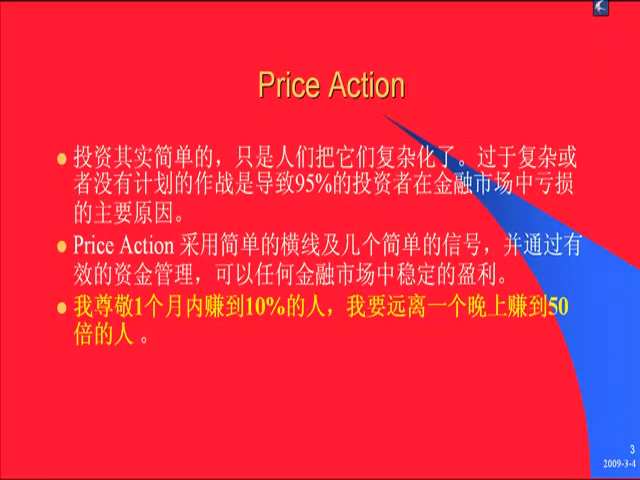 Price Action
投资其实简单的，只是人们把它们复杂化了。过于复杂或
者没有计划的作战是导致95%的投资者在金融市场中亏损
的主要原因。
Price Action 采用简单的横线及几个简单的信号，并通过有
效的资金管理，可以任何金融市场中稳定的盈利。
我尊敬1个月内赚到10%的人，我要远离一个晚上赚到50
倍的人 。
3
2009-3-4